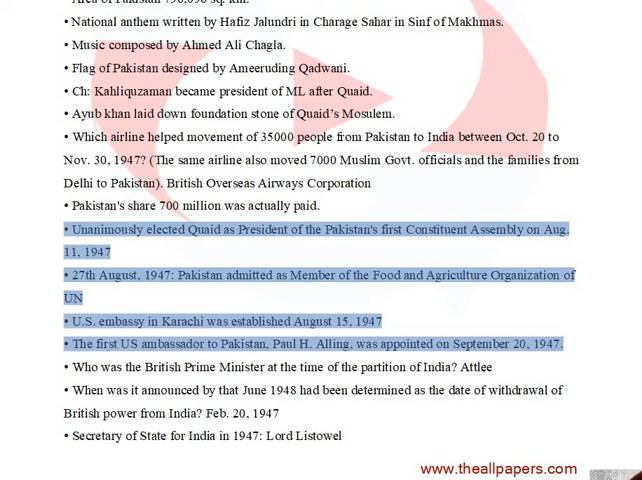 • National anthem written by Hafiz Jalundri in Charage Sahar in Sinf of Makhmas.
• Music composed by Ahmed Ali Chagla.
• Flag of Pakistan designed by Ameeruding Qadwani.
• Ch: Kahliquzaman became president of ML after Quaid.
• Ayub khan laid down foundation stone of Quaid’s Mosulem.
• Which airline helped movement of 35000 people from Pakistan to India between Oct. 20 to
Nov. 30, 1947? (The same airline also moved 7000 Muslim Govt. officials and the families from
Delhi to Pakistan). British Overseas Airways Corporation
• Pakistan's share 700 million was actually paid.
• Unanimously elected Quaid as President of the Pakistan's first Constituent Assembly on Aug.
11, 1947
• 27th August, 1947: Pakistan admitted as Member of the Food and Agriculture Organization of
UN
• U.S. embassy in Karachi was established August 15, 1947
• The first US ambassador to Pakistan, Paul H. Alling, was appointed on September 20, 1947.
• Who was the British Prime Minister at the time of the partition of India? Attlee
• When was it announced by that June 1948 had been determined as the date of withdrawal of
British power from India? Feb. 20, 1947
• Secretary of State for India in 1947: Lord Listowel
www.theallpapers.com